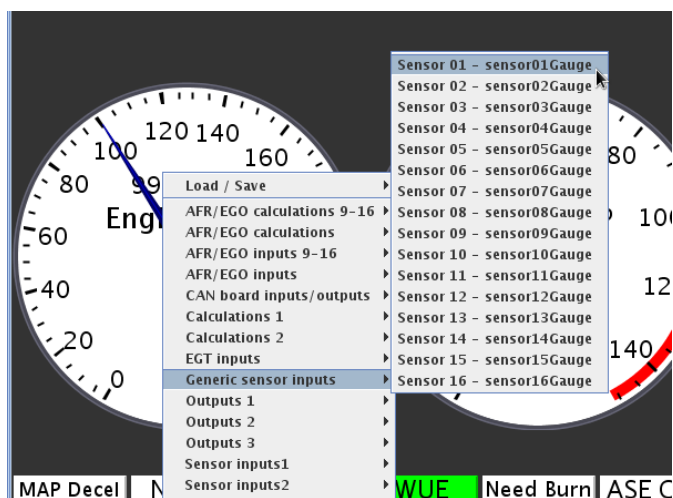 120 140
100
160
80
99
Engi
60
40
20
0
80
100
12
140
Load / Save
AFR/EGO calculations 9-16
AFR/EGO calculations
AFR/EGO inputs 9-16
AFR/EGO inputs
CAN board inputs/outputs
Calculations 1
Calculations 2
EGT inputs
Generic sensor inputs
Outputs 1
Outputs 2
Outputs 3
Sensor inputs1
Sensor inputs2
Sensor 01 - sensor01Gauge
Sensor 02 - sensor02Gauge
Sensor 03 - sensor03Gauge
Sensor 04 - sensor04Gauge
Sensor 05 - sensor05Gauge
Sensor 06 - sensor06Gauge
Sensor 07 - sensor07Gauge
Sensor 08 - sensor08Gauge
Sensor 09 - sensor09Gauge
Sensor 10 - sensor10Gauge
Sensor 11 - sensor11Gauge
Sensor 12 - sensor12Gauge
Sensor 13 - sensor13Gauge
Sensor 14 - sensor14Gauge
Sensor 15 - sensor15Gauge
Sensor 16 - sensor16Gauge
MAP Decel N WUE Need Burn ASE